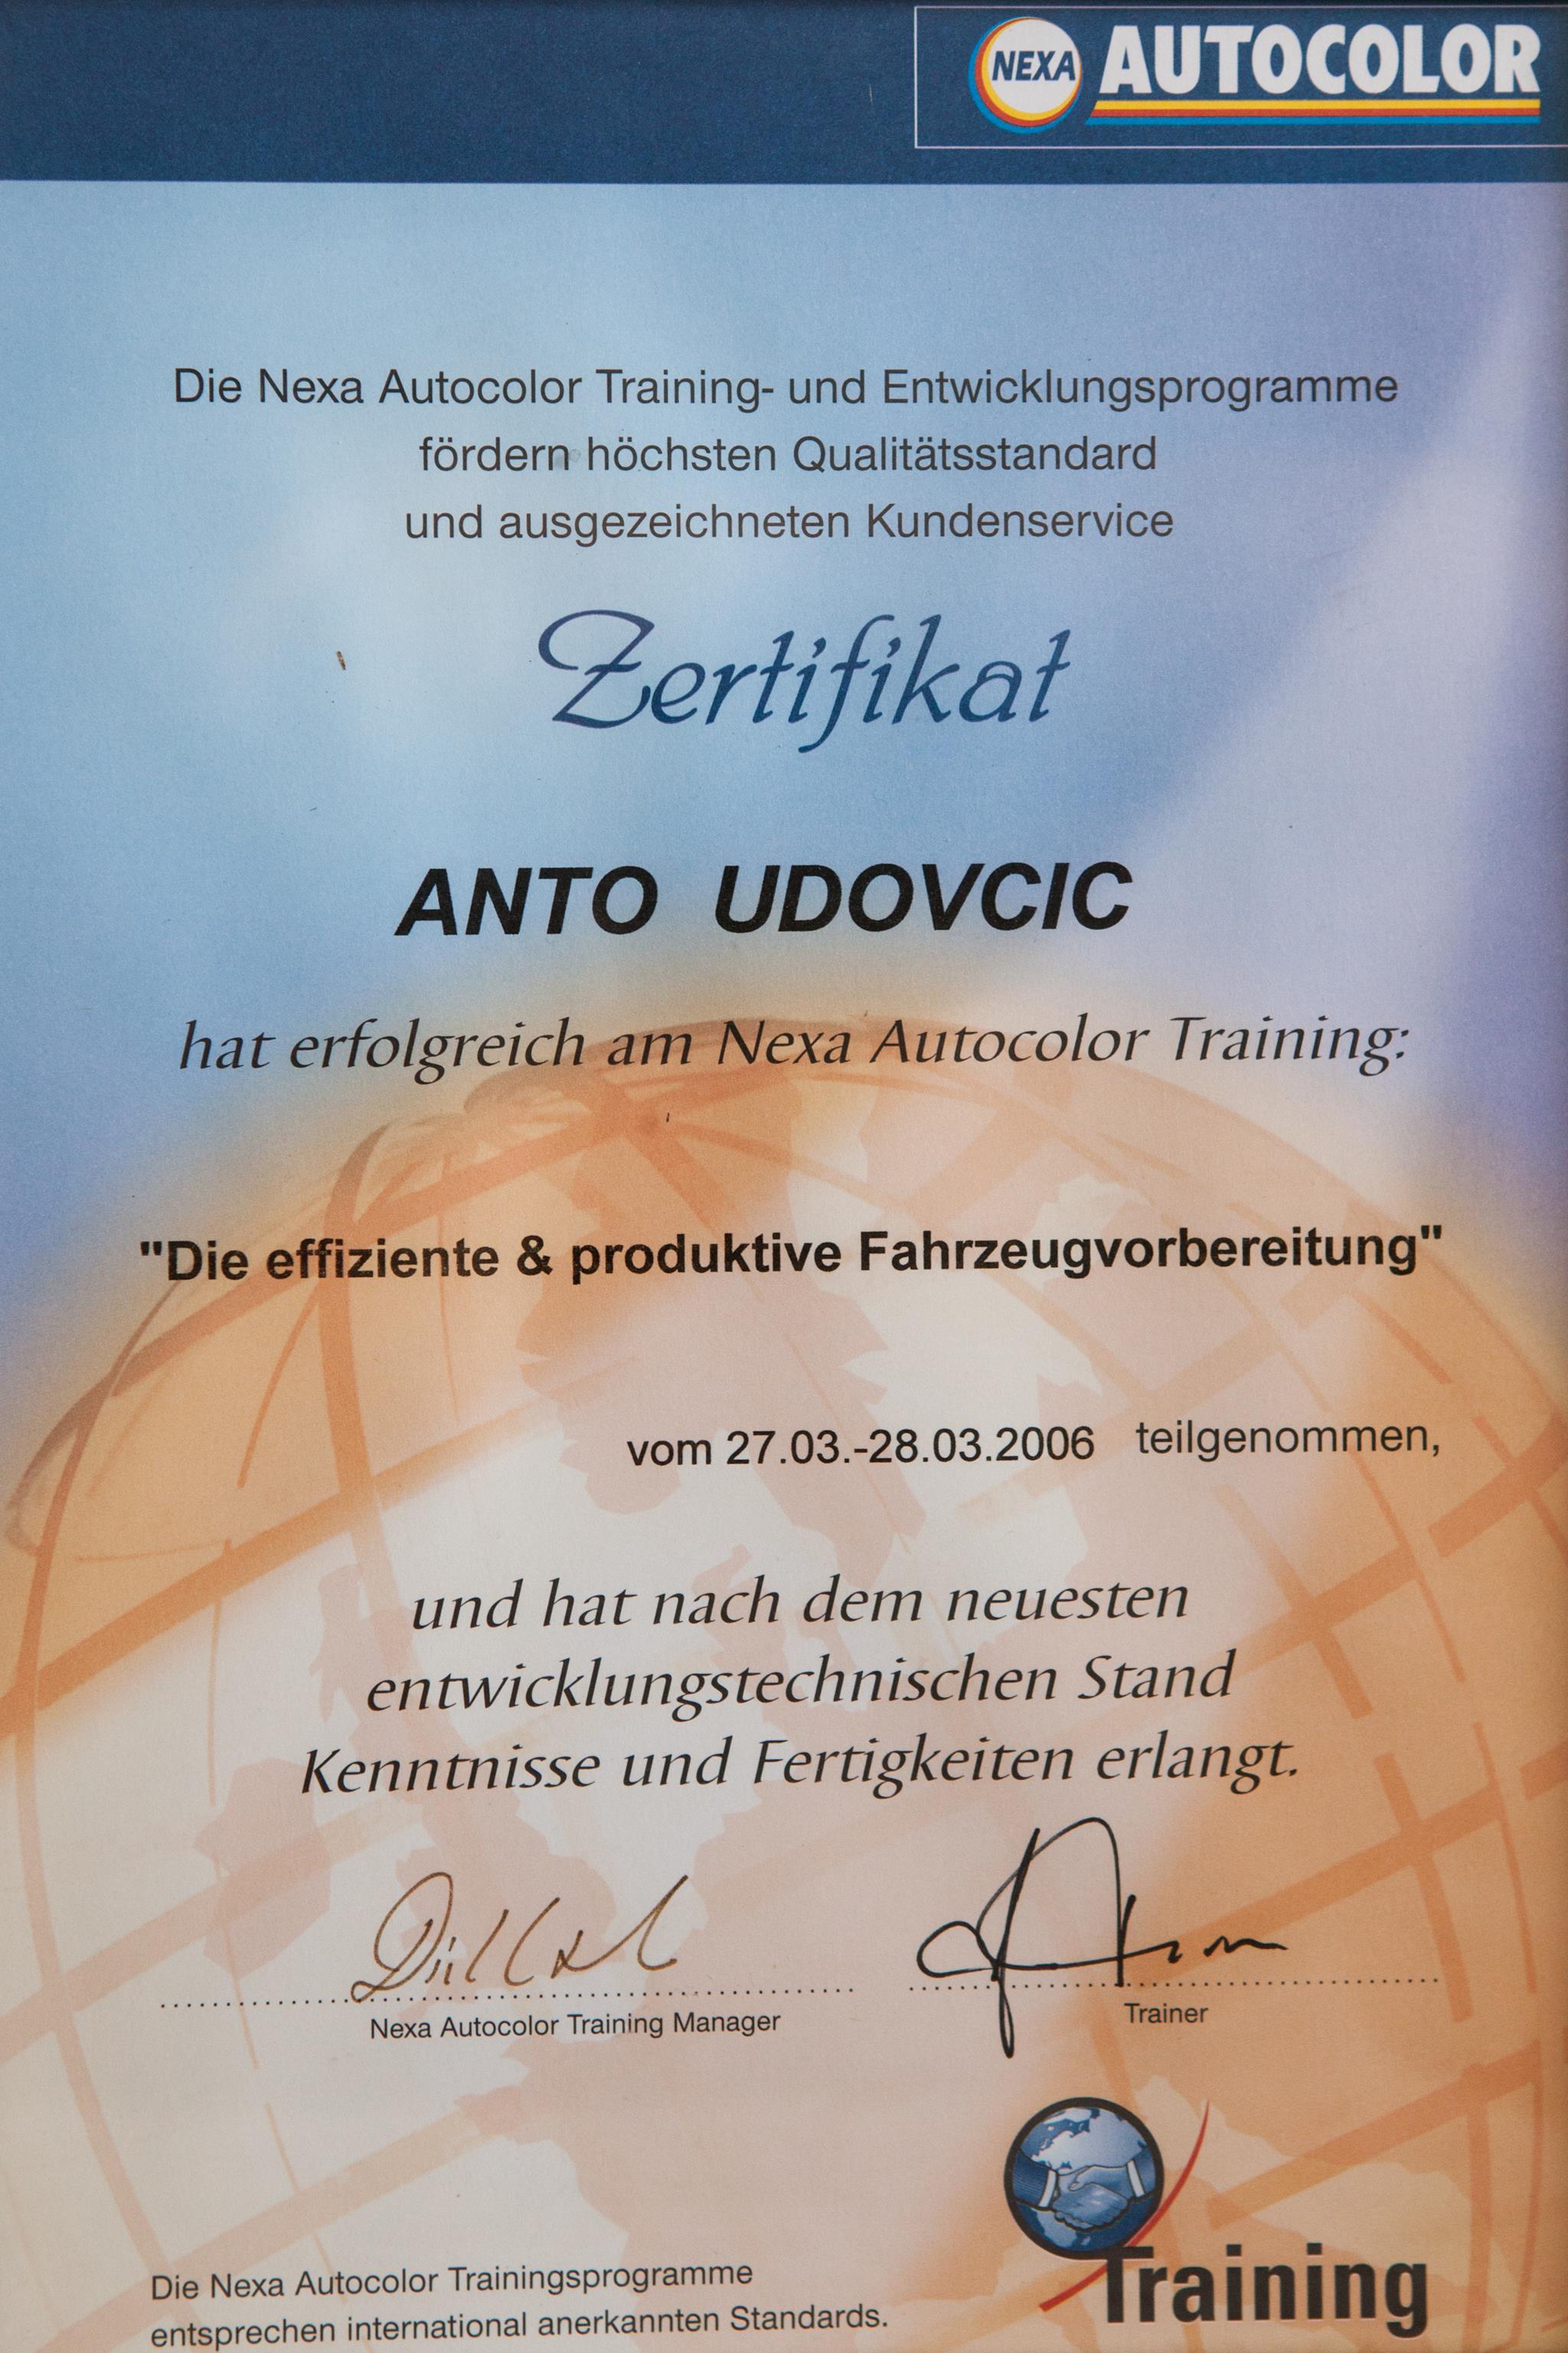 NEXA AUTOCOLOR
Die Nexa Autocolor Training- und Entwicklungsprogramme
fördern höchsten Qualitätsstandard
und ausgezeichneten Kundenservice
Zertifikat
ANTO UDOVCIC
hat erfolgreich am Nexa Autocolor Training:
"Die effiziente & produktive Fahrzeugvorbereitung"
vom 27.03.-28.03.2006 teilgenommen,
und hat nach dem neuesten
entwicklungstechnischen Stand
Kenntnisse und Fertigkeiten erlangt.
Nexa Autocolor Training Manager
Trainer
Training
Die Nexa Autocolor Trainingsprogramme
entsprechen international anerkannten Standards.